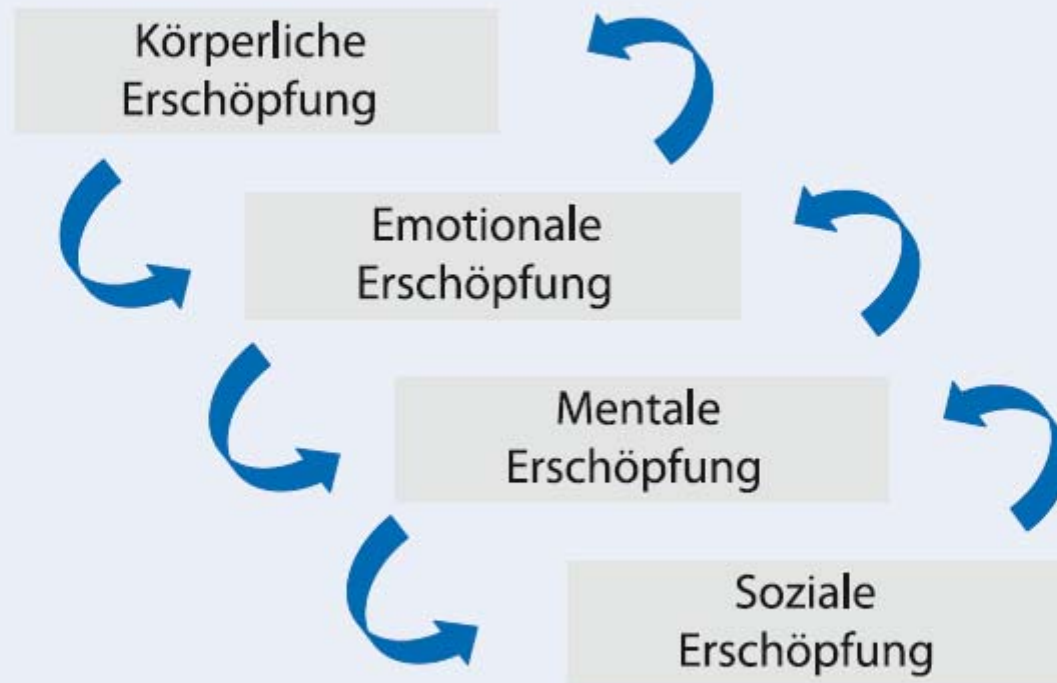 Körperliche
Erschöpfung
Emotionale
Erschöpfung
Mentale
Erschöpfung
Soziale
Erschöpfung